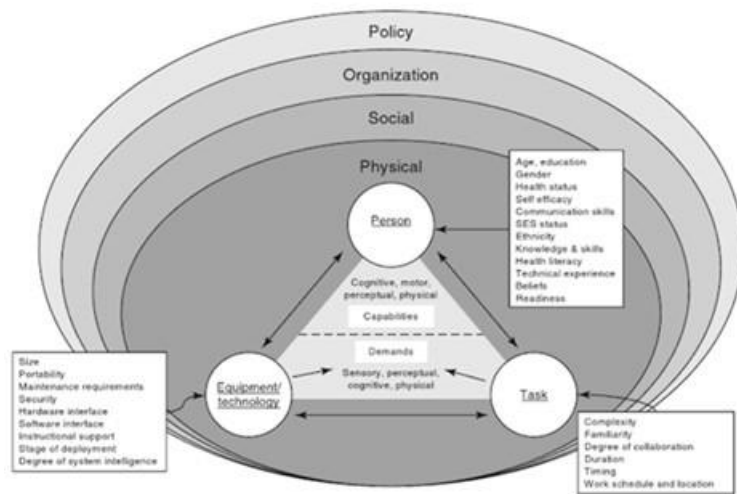 Policy
Organization
Social
Physical
Person
Age, education
Gender
Health status
Self efficacy
Communication skills
SES status
Ethnicity
Knowledge & skills
Health literacy
Technical experience
Beliefs
Readiness
Cognitive, motor,
perceptual, physical
Capabilities
Demands
Sensory, perceptual,
cognitive, physical
Equipment/
technology
Task
Size
Portability
Maintenance requirements
Security
Hardware interface
Software interface
Instructional support
Stage of deployment
Degree of system intelligence
Complexity
Familiarity
Degree of collaboration
Duration
Timing
Work schedule and location